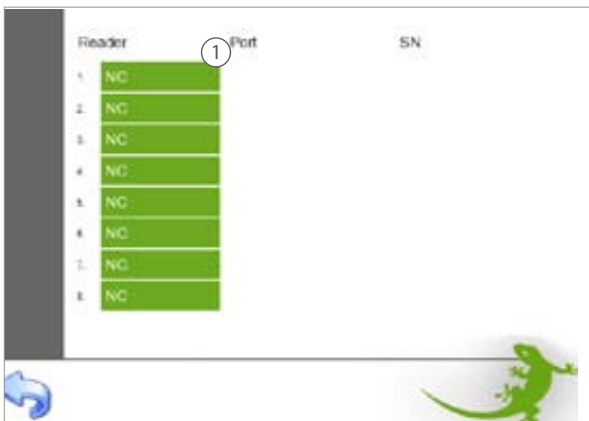 Reader Port SN
1
1. NC
2. NC
3. NC
4. NC
5. NC
6. NC
7. NC
8. NC